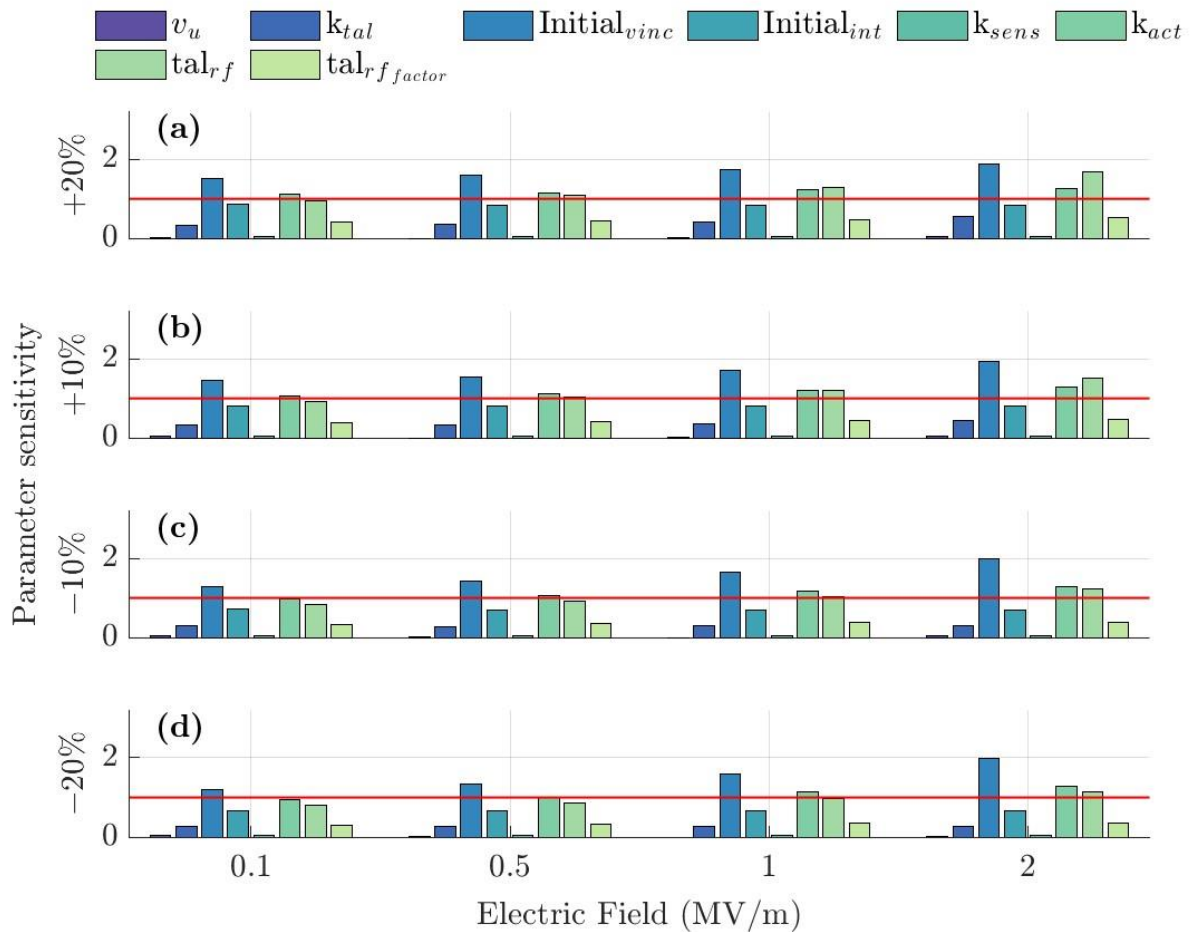 v_u k_tal Initial_vinc Initial_int k_sens k_act
tal_rf tal_rf_factor
Parameter sensitivity
(a)
+20%
2
0
(b)
+10%
2
0
(c)
−10%
2
0
(d)
−20%
2
0
0.1 0.5 1 2
Electric Field (MV/m)